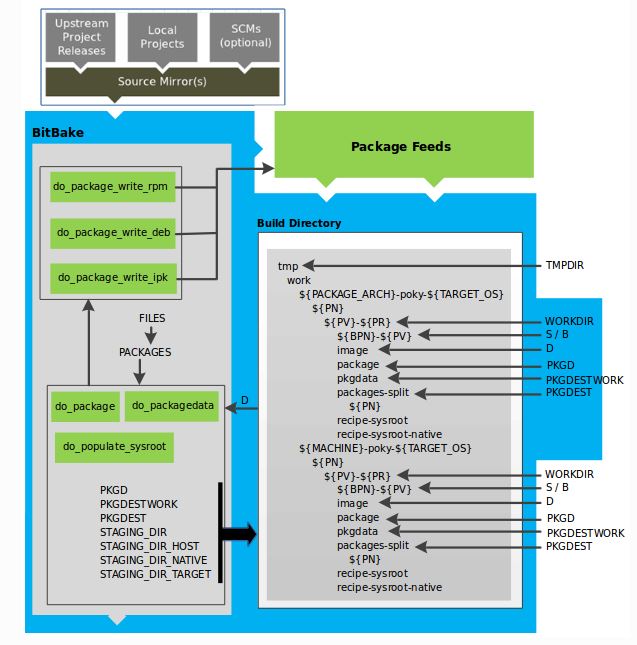 Upstream
Project
Releases
Local
Projects
SCMs
(optional)
Source Mirror(s)
BitBake
do_package_write_rpm
do_package_write_deb
do_package_write_ipk
FILES
PACKAGES
do_package
do_packagedata
do_populate_sysroot
PKGD
PKGDESTWORK
PKGDEST
STAGING_DIR
STAGING_DIR_HOST
STAGING_DIR_NATIVE
STAGING_DIR_TARGET
D
Package Feeds
Build Directory
tmp
TMPDIR
work
${PACKAGE_ARCH}-poky-${TARGET_OS}
${PN}
${PV}-${PR}
WORKDIR
${BPN}-${PV}
S / B
image
D
package
PKGD
pkgdata
PKGDESTWORK
packages-split
PKGDEST
${PN}
recipe-sysroot
recipe-sysroot-native
${MACHINE}-poky-${TARGET_OS}
${PN}
${PV}-${PR}
WORKDIR
${BPN}-${PV}
S / B
image
D
package
PKGD
pkgdata
PKGDESTWORK
packages-split
PKGDEST
${PN}
recipe-sysroot
recipe-sysroot-native